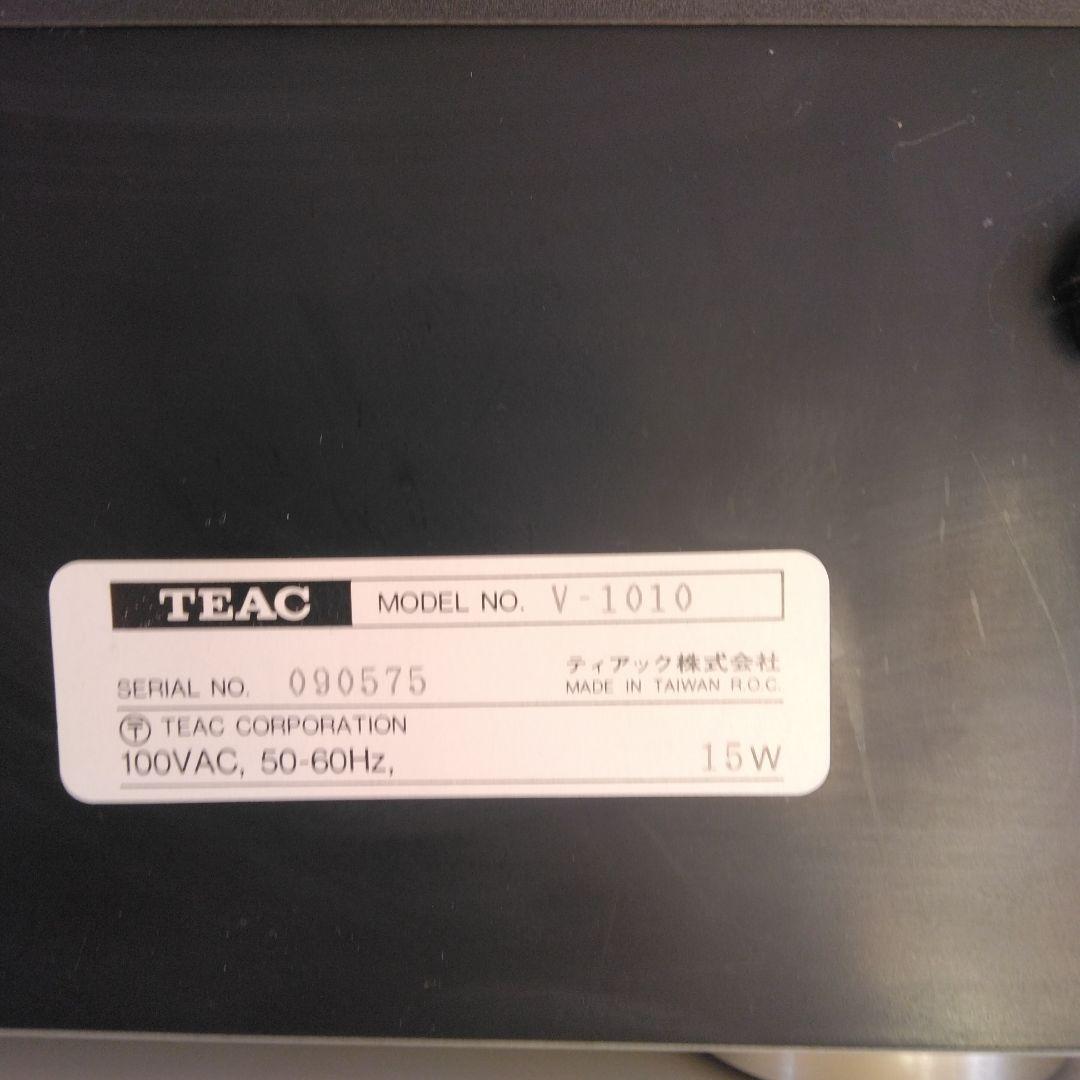 TEAC MODEL NO. V-1010
SERIAL NO. 090575
ティアック株式会社
MADE IN TAIWAN R.O.C.
〒 TEAC CORPORATION
100VAC, 50-60Hz, 15W